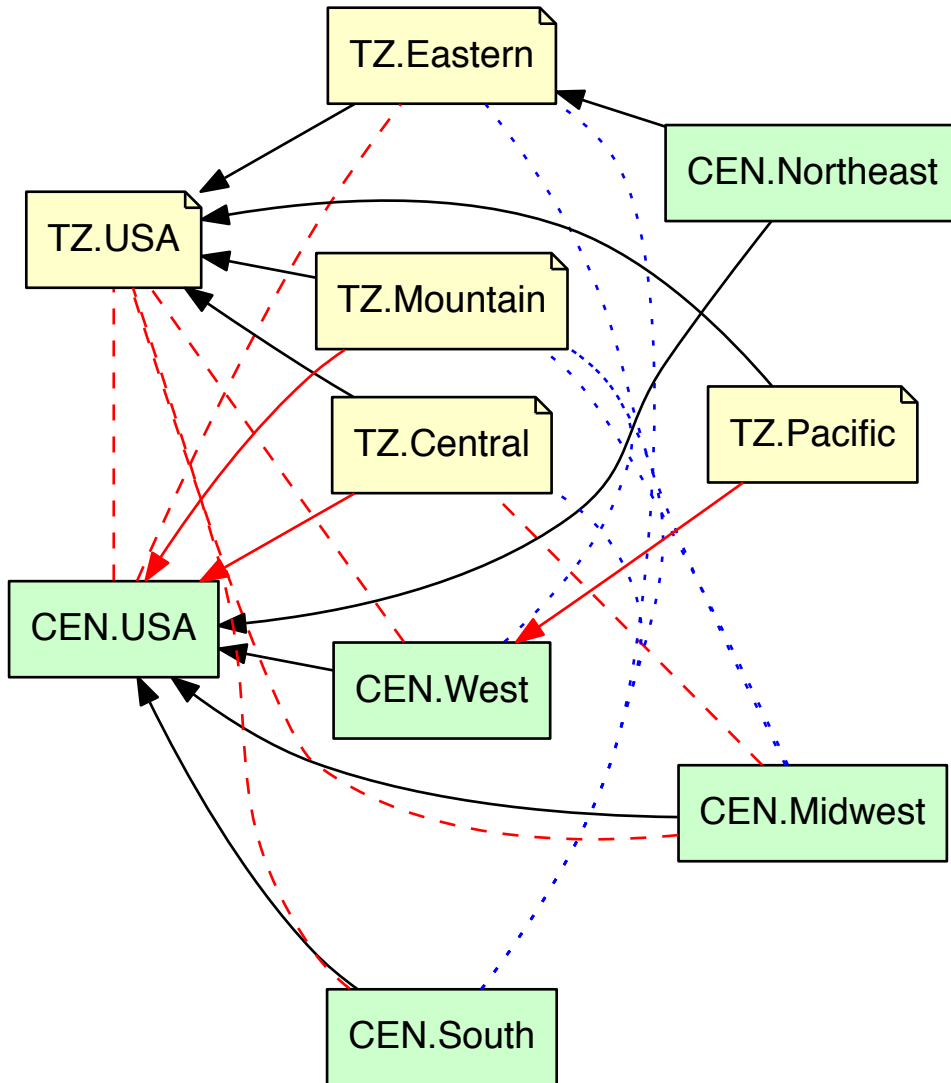 TZ.Eastern
CEN.Northeast
TZ.USA
TZ.Mountain
TZ.Central
TZ.Pacific
CEN.USA
CEN.West
CEN.Midwest
CEN.South